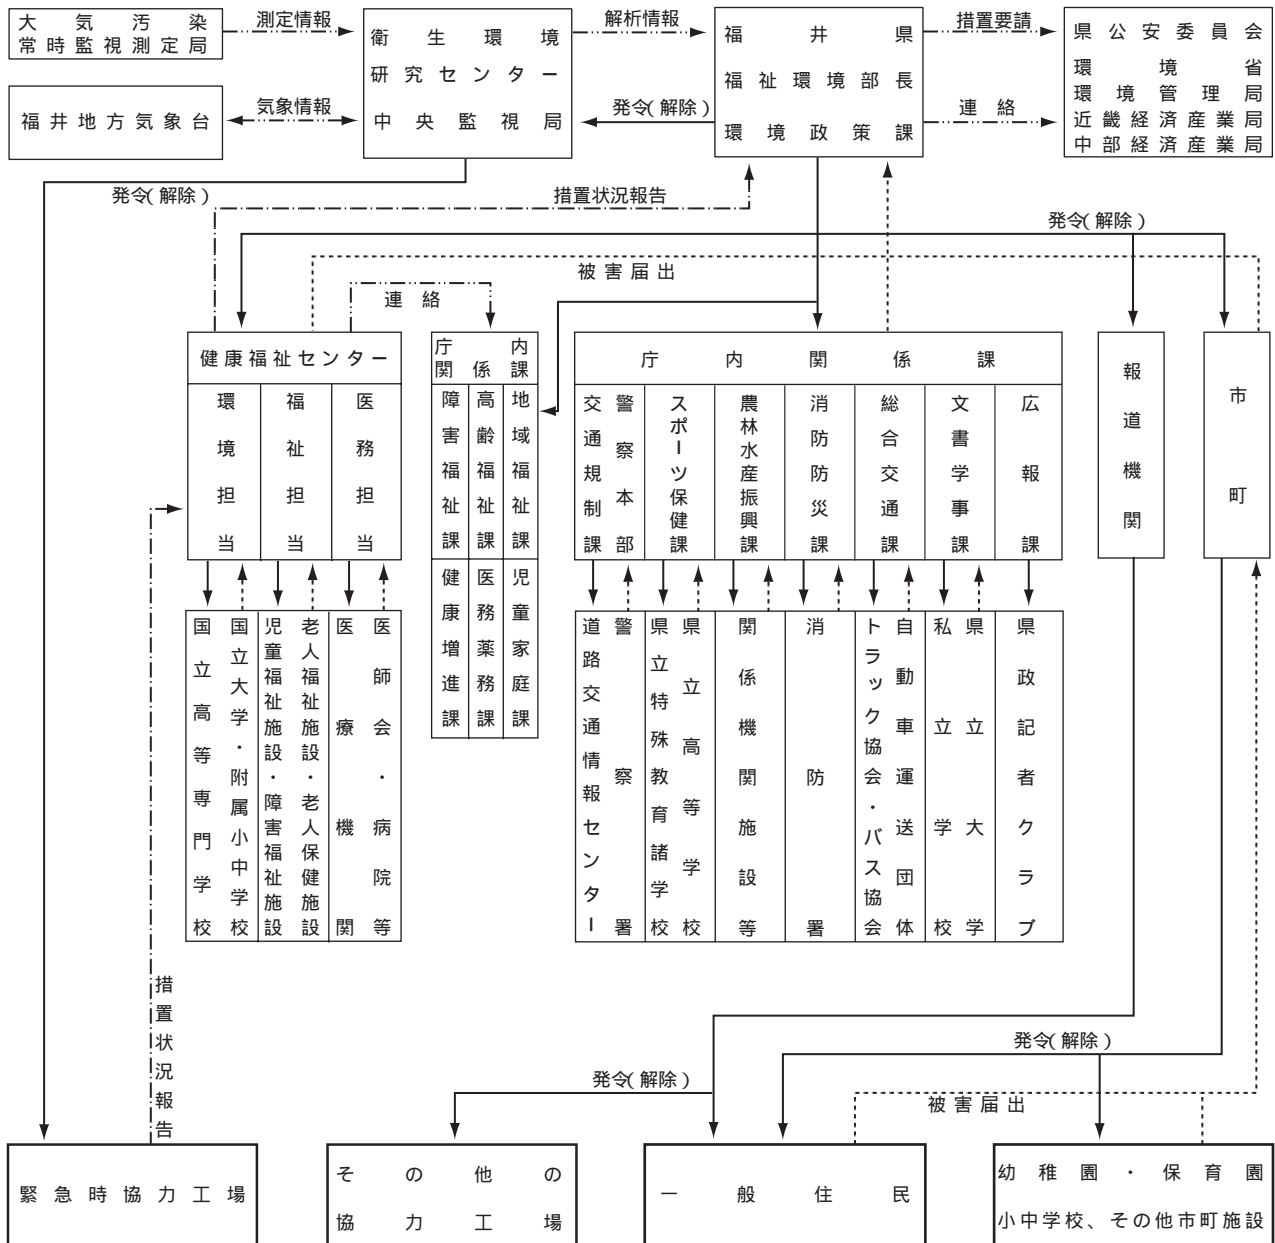 大気汚染
常時監視測定局
測定情報
衛生環境
研究センター
中央監視局
解析情報
福井県
福祉環境部長
環境政策課
措置要請
県公安委員会
環境省
環境管理局
近畿経済産業局
中部経済産業局
福井地方気象台
気象情報
発令(解除)
連絡
発令(解除)
措置状況報告
発令(解除)
被害届出
連絡
健康福祉センター
環境担当
福祉担当
医務担当
庁内
関係課
障害福祉課
高齢福祉課
地域福祉課
健康増進課
医務薬務課
児童家庭課
庁内関係課
警察本部
交通規制課
スポーツ保健課
農林水産振興課
消防防災課
総合交通課
文書学事課
広報課
報道機関
市町
国立大学・附属小中学校
国立高等専門学校
老人福祉施設・老人保健施設
児童福祉施設・障害福祉施設
医師会・病院等
医療機関
警察署
道路交通情報センター
県立高等学校
県立特殊教育諸学校
関係機関施設等
消防署
自動車運送団体
トラック協会・バス協会
県立大学
私立学校
県政記者クラブ
措置状況報告
発令(解除)
発令(解除)
被害届出
緊急時協力工場
その他の
協力工場
一般住民
幼稚園・保育園
小中学校、その他市町施設